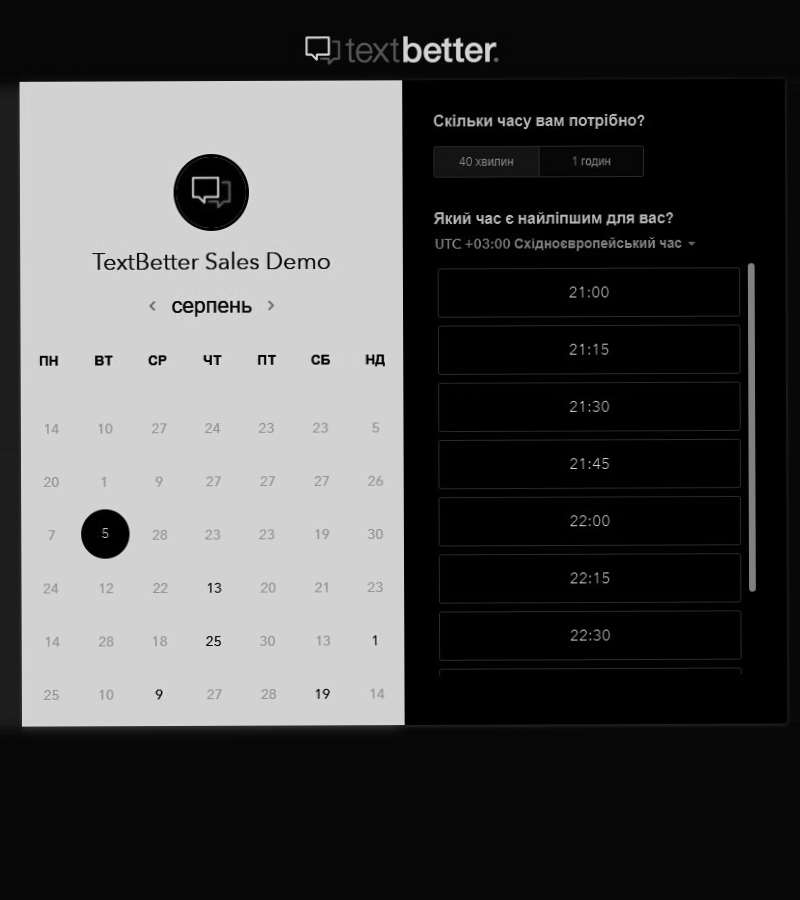 textbetter.
TextBetter Sales Demo
серпень
ПН ВТ СР ЧТ ПТ СБ НД
14 10 27 24 23 23 5
20 1 9 27 27 27 26
7 5 28 23 23 19 30
24 12 22 13 20 21 23
14 28 18 25 30 13 1
25 10 9 27 28 19 14
Скільки часу вам потрібно?
40 хвилин 1 годин
Який час є найліпшим для вас?
UTC +03:00 Східноєвропейський час
21:00
21:15
21:30
21:45
22:00
22:15
22:30